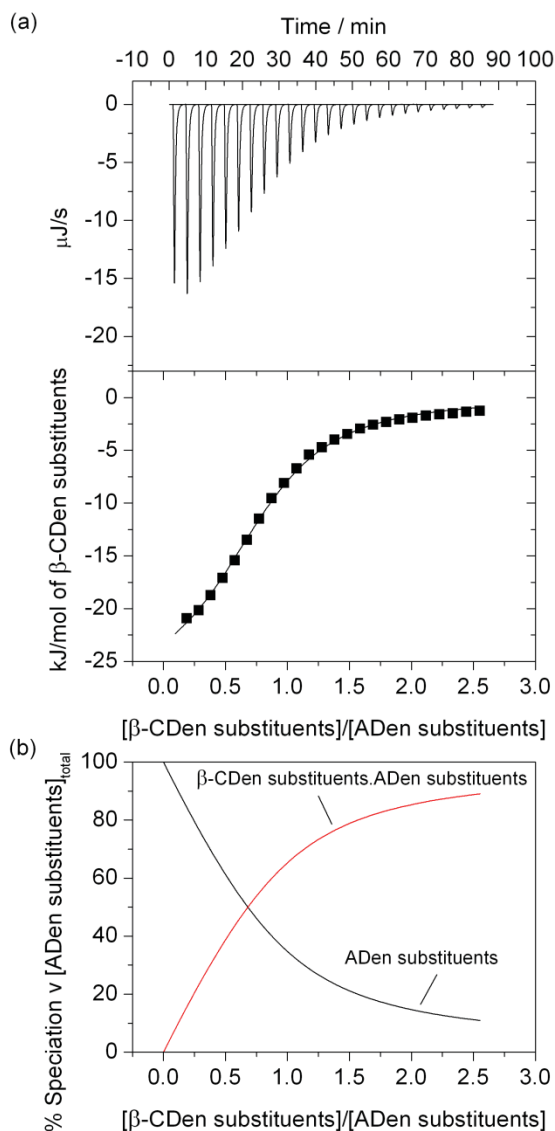 (a)
Time / min
-10 0 10 20 30 40 50 60 70 80 90 100
0
-5
-10
-15
-20
μJ/s
0
-5
-10
-15
-20
-25
kJ/mol of β-CDen substituents
0.0 0.5 1.0 1.5 2.0 2.5 3.0
[β-CDen substituents]/[ADen substituents]
(b)
100
80
60
40
20
0
% Speciation v [ADen substituents]total
β-CDen substituents.ADen substituents
ADen substituents
0.0 0.5 1.0 1.5 2.0 2.5 3.0
[β-CDen substituents]/[ADen substituents]